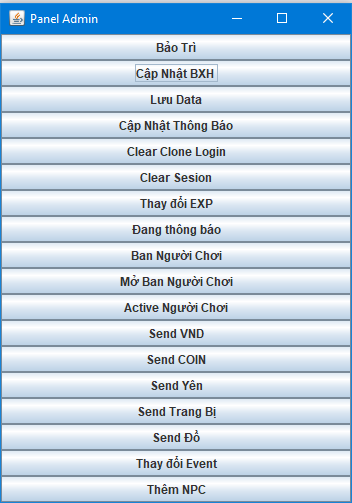 Panel Admin
Bảo Trì
Cập Nhật BXH
Lưu Data
Cập Nhật Thông Báo
Clear Clone Login
Clear Sesion
Thay đổi EXP
Đang thông báo
Ban Người Chơi
Mở Ban Người Chơi
Active Người Chơi
Send VND
Send COIN
Send Yên
Send Trang Bị
Send Đồ
Thay đổi Event
Thêm NPC